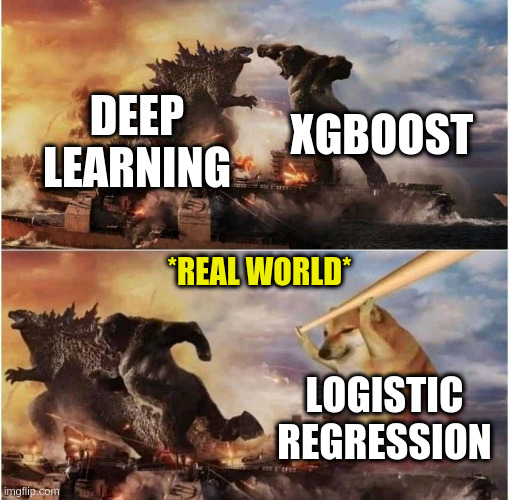 DEEP
LEARNING
XGBOOST
*REAL WORLD*
LOGISTIC
REGRESSION
imgflip.com